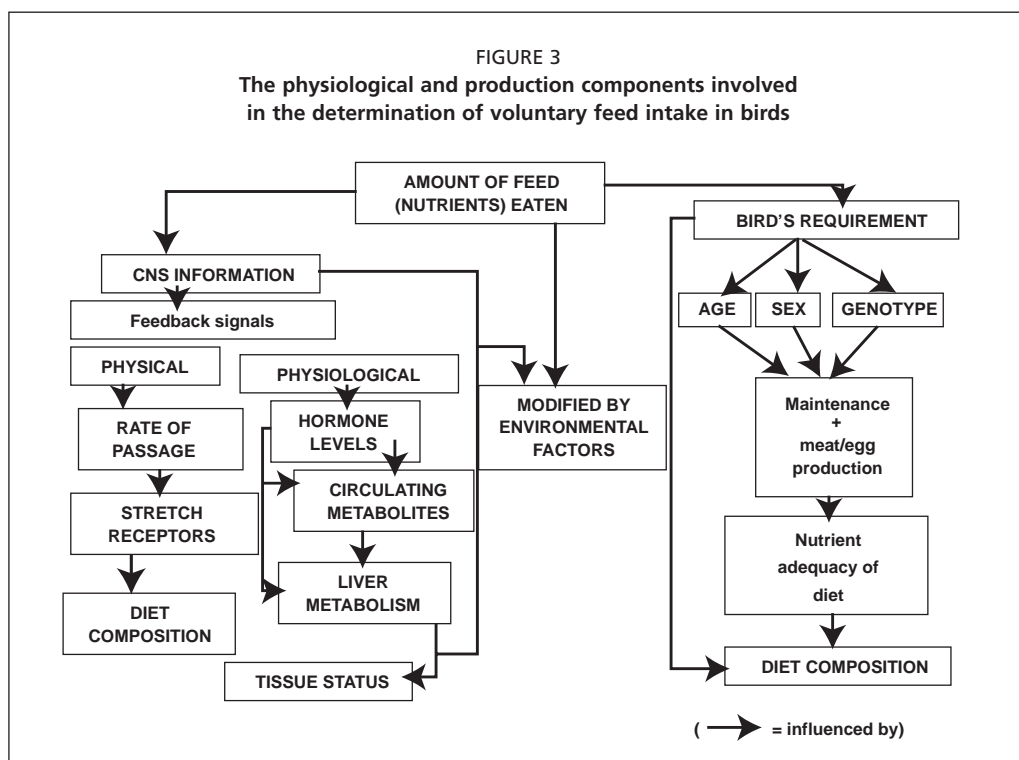 FIGURE 3
The physiological and production components involved
in the determination of voluntary feed intake in birds
AMOUNT OF FEED
(NUTRIENTS) EATEN
BIRD'S REQUIREMENT
CNS INFORMATION
Feedback signals
AGE
SEX
GENOTYPE
PHYSICAL
PHYSIOLOGICAL
RATE OF
PASSAGE
HORMONE
LEVELS
MODIFIED BY
ENVIRONMENTAL
FACTORS
Maintenance
+
meat/egg
production
STRETCH
RECEPTORS
CIRCULATING
METABOLITES
Nutrient
adequacy of
diet
DIET
COMPOSITION
LIVER
METABOLISM
TISSUE STATUS
DIET COMPOSITION
( = influenced by)